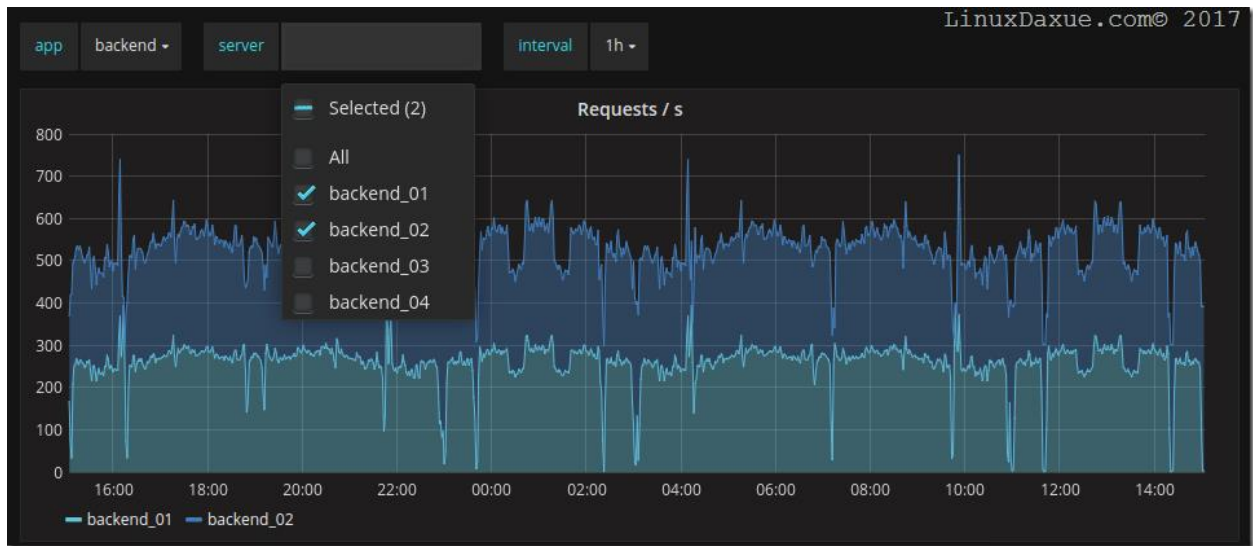 LinuxDaxue.com© 2017
app backend server interval 1h
Selected (2)
Requests / s
All
backend_01
backend_02
backend_03
backend_04
800
700
600
500
400
300
200
100
0
16:00 18:00 20:00 22:00 00:00 02:00 04:00 06:00 08:00 10:00 12:00 14:00
backend_01 backend_02